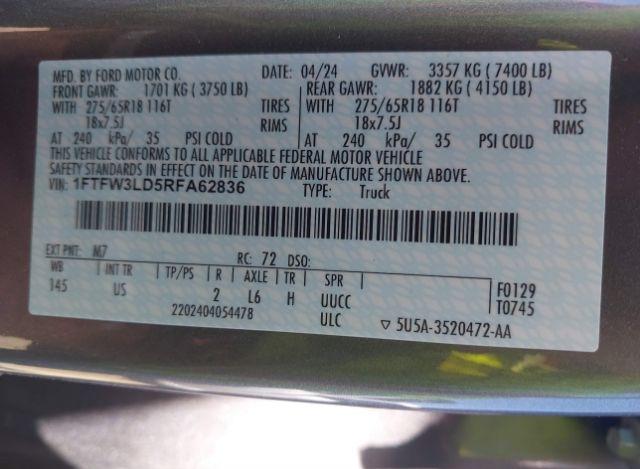 MFD. BY FORD MOTOR CO. DATE: 04/24 GVWR: 3357 KG ( 7400 LB)
FRONT GAWR: 1701 KG ( 3750 LB) REAR GAWR: 1882 KG ( 4150 LB)
WITH 275/65R18 116T TIRES WITH 275/65R18 116T TIRES
18x7.5J RIMS 18x7.5J RIMS
AT 240 kPa/ 35 PSI COLD AT 240 kPa/ 35 PSI COLD
THIS VEHICLE CONFORMS TO ALL APPLICABLE FEDERAL MOTOR VEHICLE
SAFETY STANDARDS IN EFFECT ON THE DATE OF MANUFACTURE SHOWN ABOVE.
VIN: 1FTFW3LD5RFA62836 TYPE: Truck
EXT PNT: M7 RC: 72 DSO:
WB INT TR TP/PS R AXLE TR SPR F0129
145 US 2 L6 H UUCC T0745
2202404054478 ULC ▽ 5U5A-3520472-AA